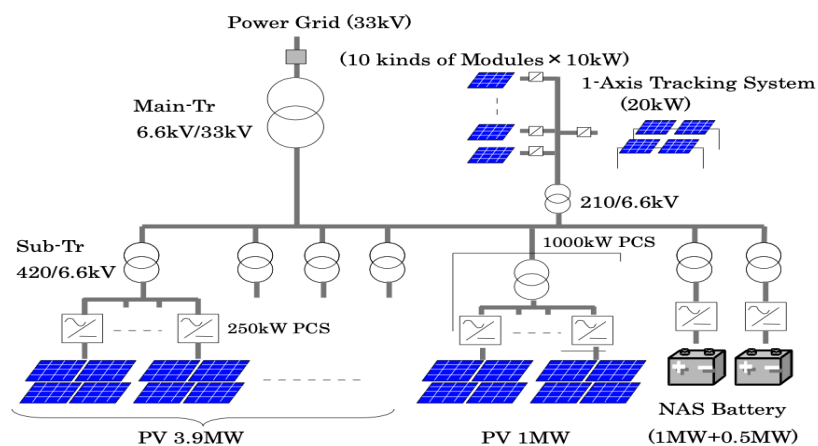 Power Grid (33kV)
(10 kinds of Modules × 10kW)
1-Axis Tracking System
(20kW)
Main-Tr
6.6kV/33kV
210/6.6kV
Sub-Tr
420/6.6kV
1000kW PCS
250kW PCS
NAS Battery
(1MW+0.5MW)
PV 3.9MW
PV 1MW